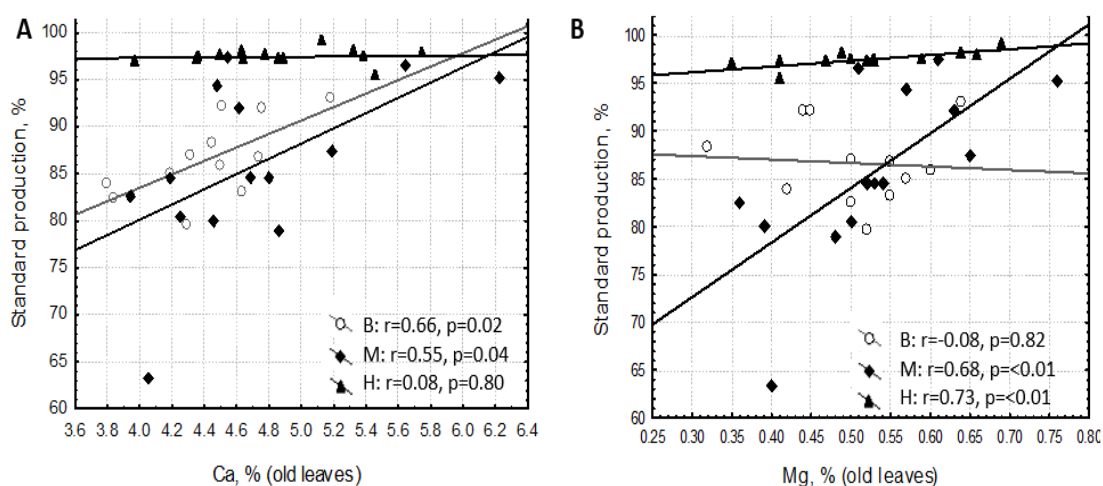 A
Standard production, %
100
95
90
85
80
75
70
65
60
B: r=0.66, p=0.02
M: r=0.55, p=0.04
H: r=0.08, p=0.80
3.6 3.8 4.0 4.2 4.4 4.6 4.8 5.0 5.2 5.4 5.6 5.8 6.0 6.2 6.4
Ca, % (old leaves)
B
Standard production, %
100
95
90
85
80
75
70
65
60
B: r=-0.08, p=0.82
M: r=0.68, p=<0.01
H: r=0.73, p=<0.01
0.25 0.30 0.35 0.40 0.45 0.50 0.55 0.60 0.65 0.70 0.75 0.80
Mg, % (old leaves)